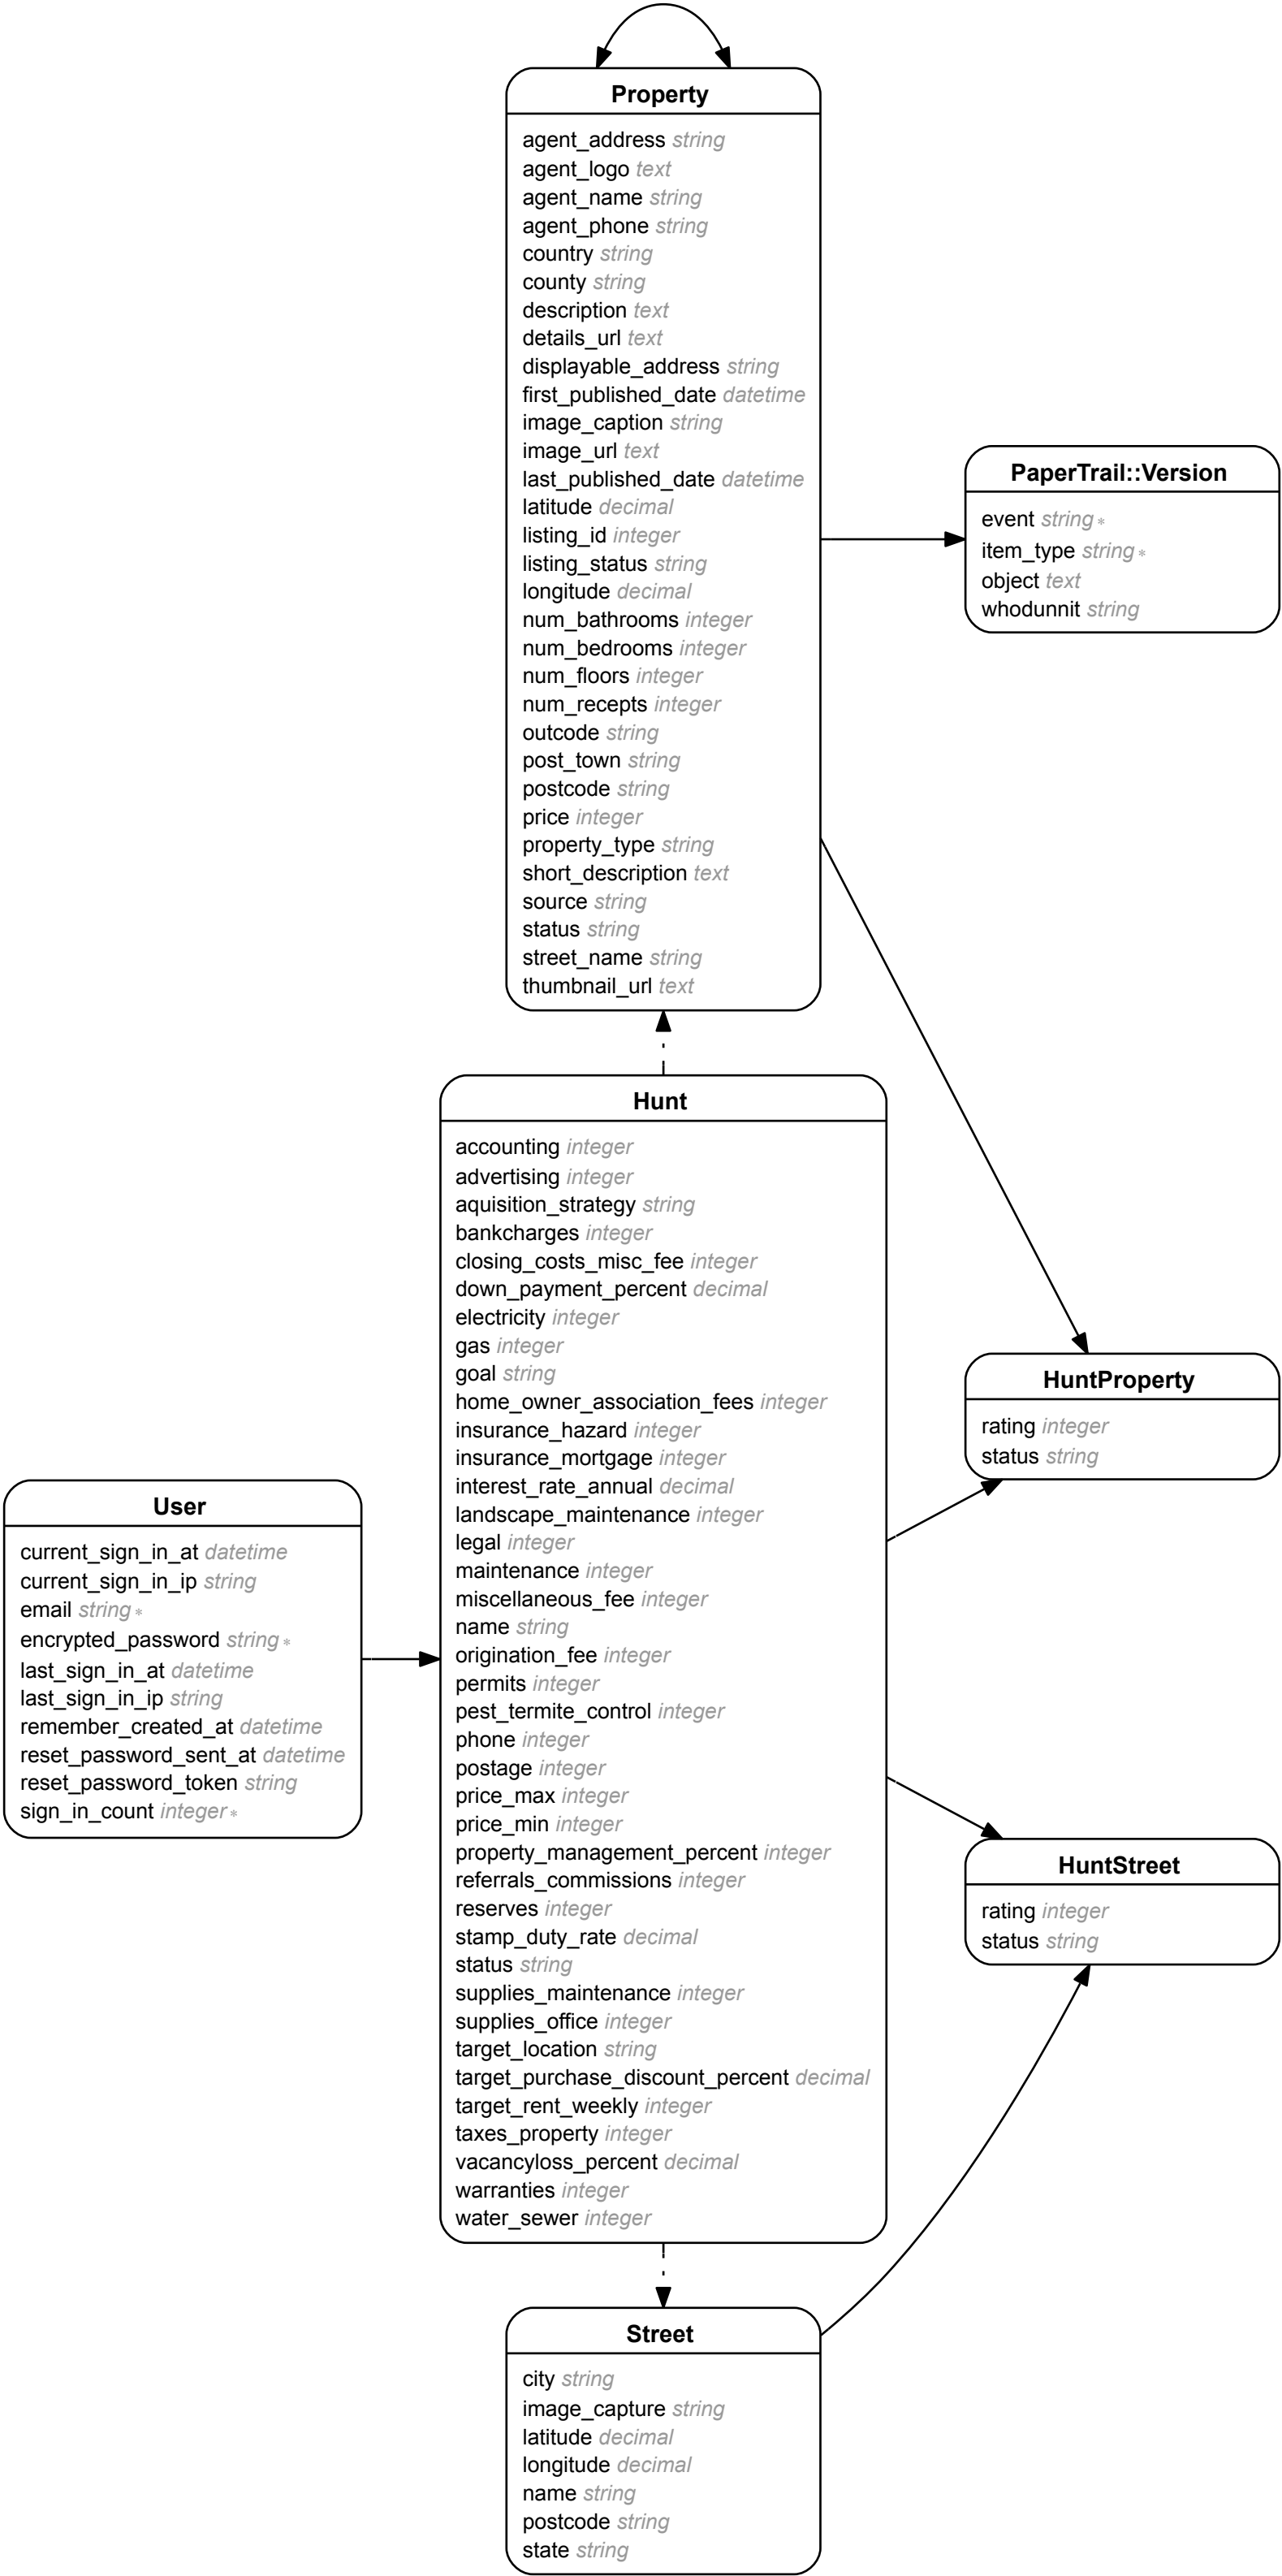 Property
agent_address string
agent_logo text
agent_name string
agent_phone string
country string
county string
description text
details_url text
displayable_address string
first_published_date datetime
image_caption string
image_url text
last_published_date datetime
latitude decimal
listing_id integer
listing_status string
longitude decimal
num_bathrooms integer
num_bedrooms integer
num_floors integer
num_recepts integer
outcode string
post_town string
postcode string
price integer
property_type string
short_description text
source string
status string
street_name string
thumbnail_url text
PaperTrail::Version
event string *
item_type string *
object text
whodunnit string
Hunt
accounting integer
advertising integer
aquisition_strategy string
bankcharges integer
closing_costs_misc_fee integer
down_payment_percent decimal
electricity integer
gas integer
goal string
home_owner_association_fees integer
insurance_hazard integer
insurance_mortgage integer
interest_rate_annual decimal
landscape_maintenance integer
legal integer
maintenance integer
miscellaneous_fee integer
name string
origination_fee integer
permits integer
pest_termite_control integer
phone integer
postage integer
price_max integer
price_min integer
property_management_percent integer
referrals_commissions integer
reserves integer
stamp_duty_rate decimal
status string
supplies_maintenance integer
supplies_office integer
target_location string
target_purchase_discount_percent decimal
target_rent_weekly integer
taxes_property integer
vacancyloss_percent decimal
warranties integer
water_sewer integer
HuntProperty
rating integer
status string
User
current_sign_in_at datetime
current_sign_in_ip string
email string *
encrypted_password string *
last_sign_in_at datetime
last_sign_in_ip string
remember_created_at datetime
reset_password_sent_at datetime
reset_password_token string
sign_in_count integer *
HuntStreet
rating integer
status string
Street
city string
image_capture string
latitude decimal
longitude decimal
name string
postcode string
state string